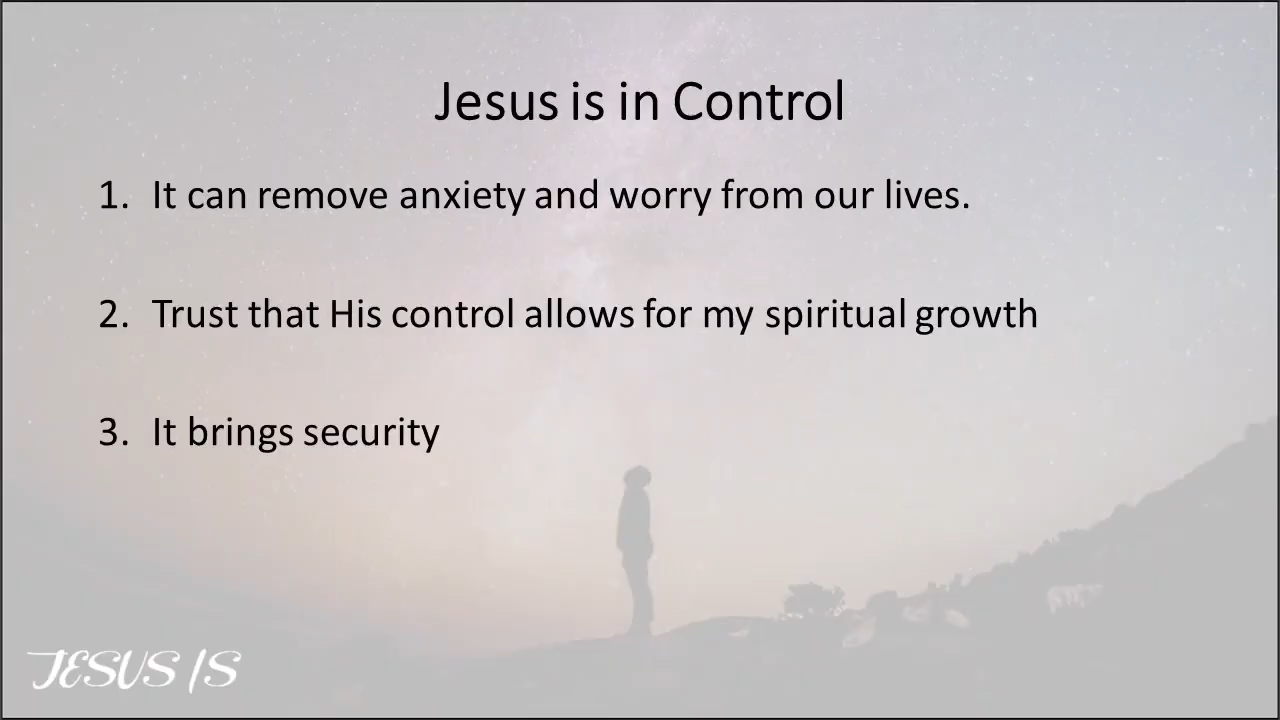 Jesus is in Control
1. It can remove anxiety and worry from our lives.
2. Trust that His control allows for my spiritual growth
3. It brings security
JESUS IS